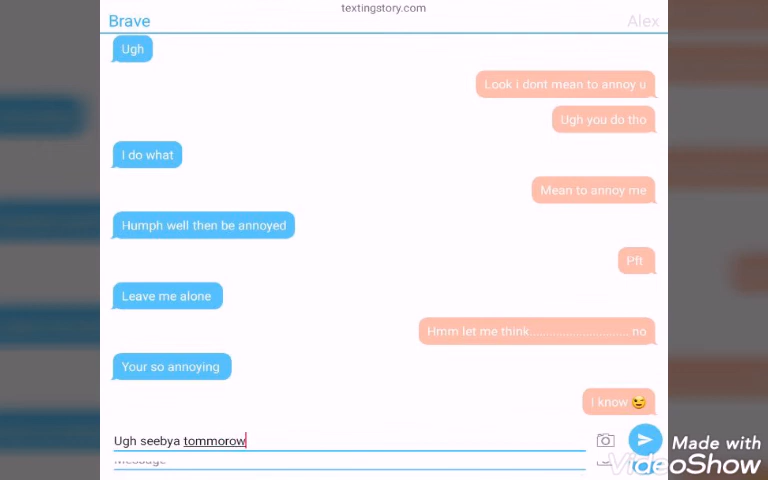 textingstory.com
Brave
Alex
Ugh
Look i dont mean to annoy u
Ugh you do tho
I do what
Mean to annoy me
Humph well then be annoyed
Pft
Leave me alone
Hmm let me think............................. no
Your so annoying
I know 😉
Ugh seebya tommorow
Message
Made with
VideoShow